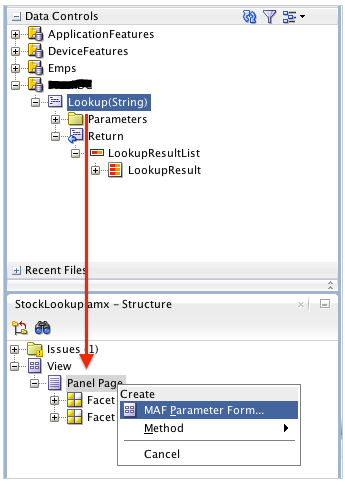 Data Controls
ApplicationFeatures
DeviceFeatures
Emps
Lookup(String)
Parameters
Return
LookupResultList
LookupResult
Recent Files
StockLookup.amx - Structure
Issues (1)
View
Panel Page
Facet
Facet
Create
MAF Parameter Form...
Method
Cancel